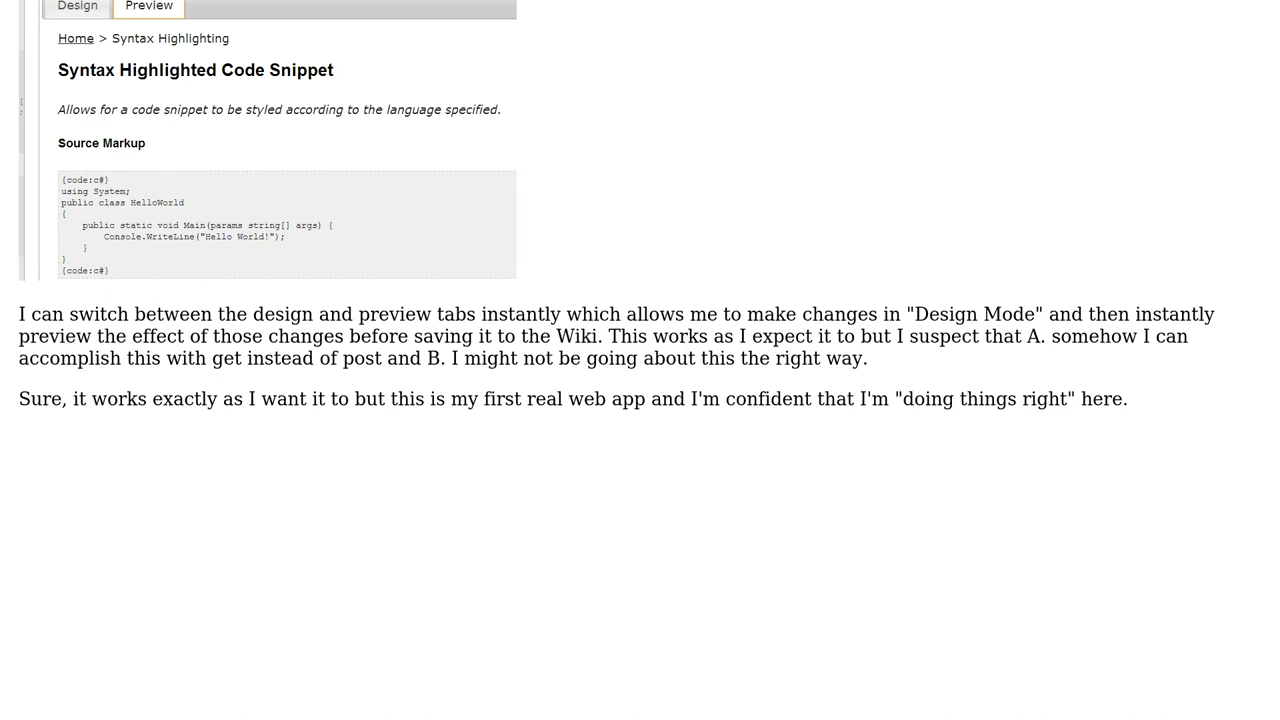 Design Preview
Home > Syntax Highlighting
Syntax Highlighted Code Snippet
Allows for a code snippet to be styled according to the language specified.
Source Markup
{code:c#}
using System;
public class HelloWorld
{
    public static void Main(params string[] args) {
        Console.WriteLine("Hello World!");
    }
}
{code:c#}
I can switch between the design and preview tabs instantly which allows me to make changes in "Design Mode" and then instantly
preview the effect of those changes before saving it to the Wiki. This works as I expect it to but I suspect that A. somehow I can
accomplish this with get instead of post and B. I might not be going about this the right way.
Sure, it works exactly as I want it to but this is my first real web app and I'm confident that I'm "doing things right" here.